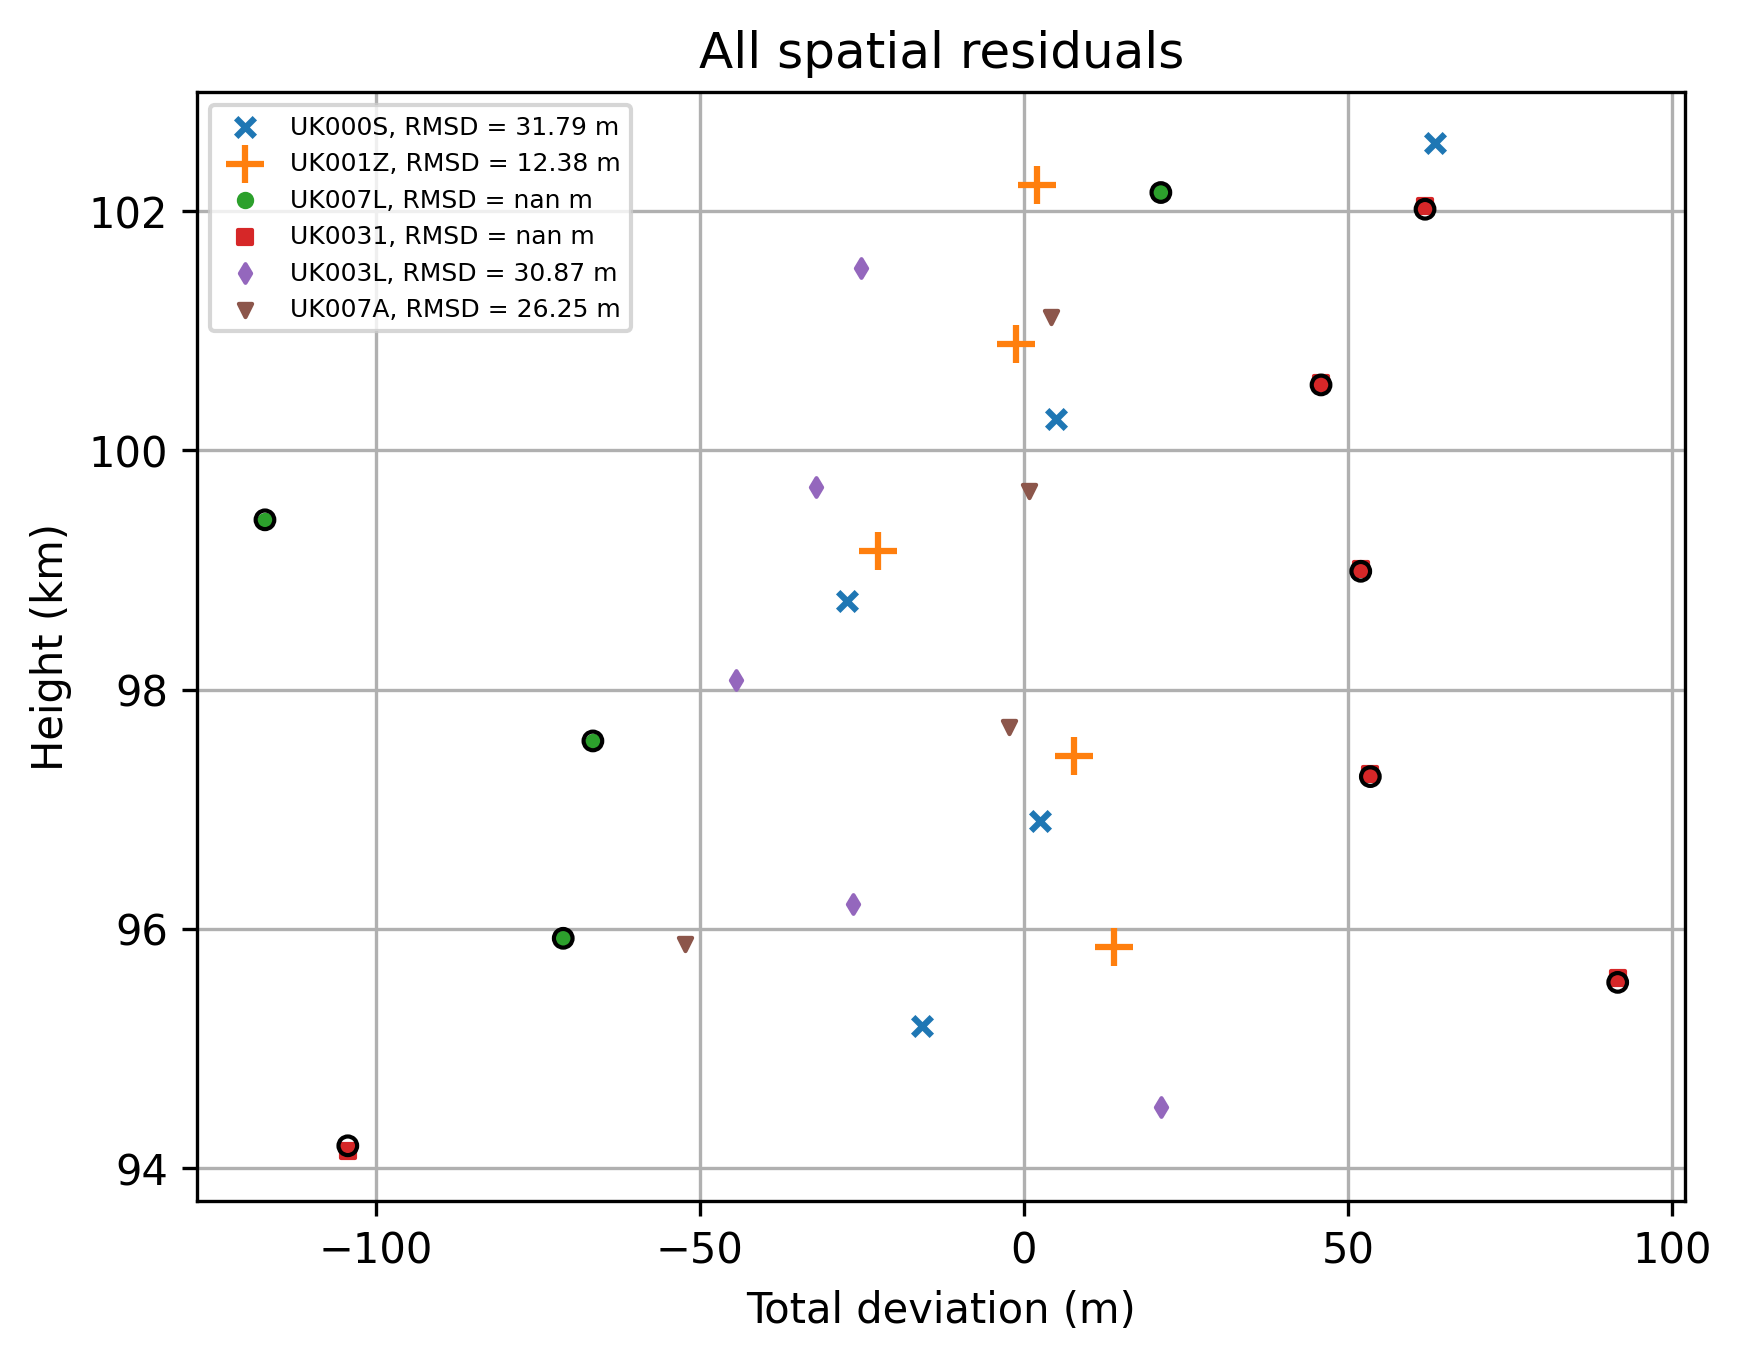 All spatial residuals
UK000S, RMSD = 31.79 m
UK001Z, RMSD = 12.38 m
UK007L, RMSD = nan m
UK0031, RMSD = nan m
UK003L, RMSD = 30.87 m
UK007A, RMSD = 26.25 m
102
100
98
96
94
Height (km)
−100 −50 0 50 100
Total deviation (m)